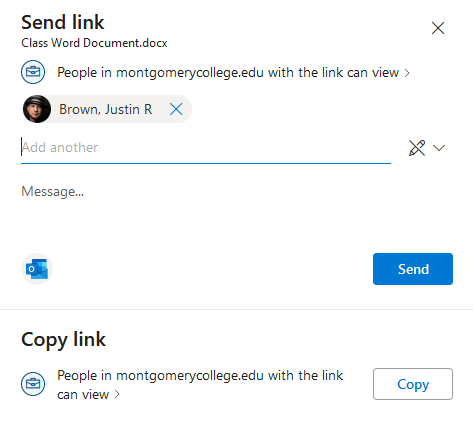 Send link
Class Word Document.docx
People in montgomerycollege.edu with the link can view >
Brown, Justin R
Add another
Message...
Send
Copy link
People in montgomerycollege.edu with the link
can view >
Copy